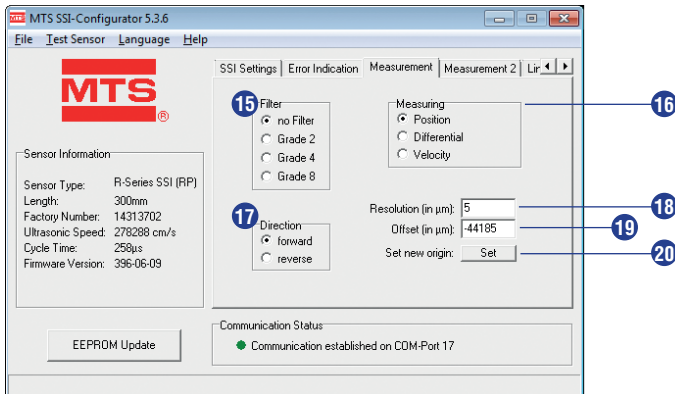 MTS SSI-Configurator 5.3.6
File Test Sensor Language Help
MTS
®
Sensor Information
Sensor Type: R-Series SSI (RP)
Length: 300mm
Factory Number: 14313702
Ultrasonic Speed: 278288 cm/s
Cycle Time: 258µs
Firmware Version: 396-06-09
EEPROM Update
SSI Settings Error Indication Measurement Measurement 2 Lir
15
Filter
no Filter
Grade 2
Grade 4
Grade 8
Measuring
16
Position
Differential
Velocity
17
Direction
forward
reverse
Resolution (in µm): 5
18
Offset (in µm): -44185
19
Set new origin: Set
20
Communication Status
Communication established on COM-Port 17